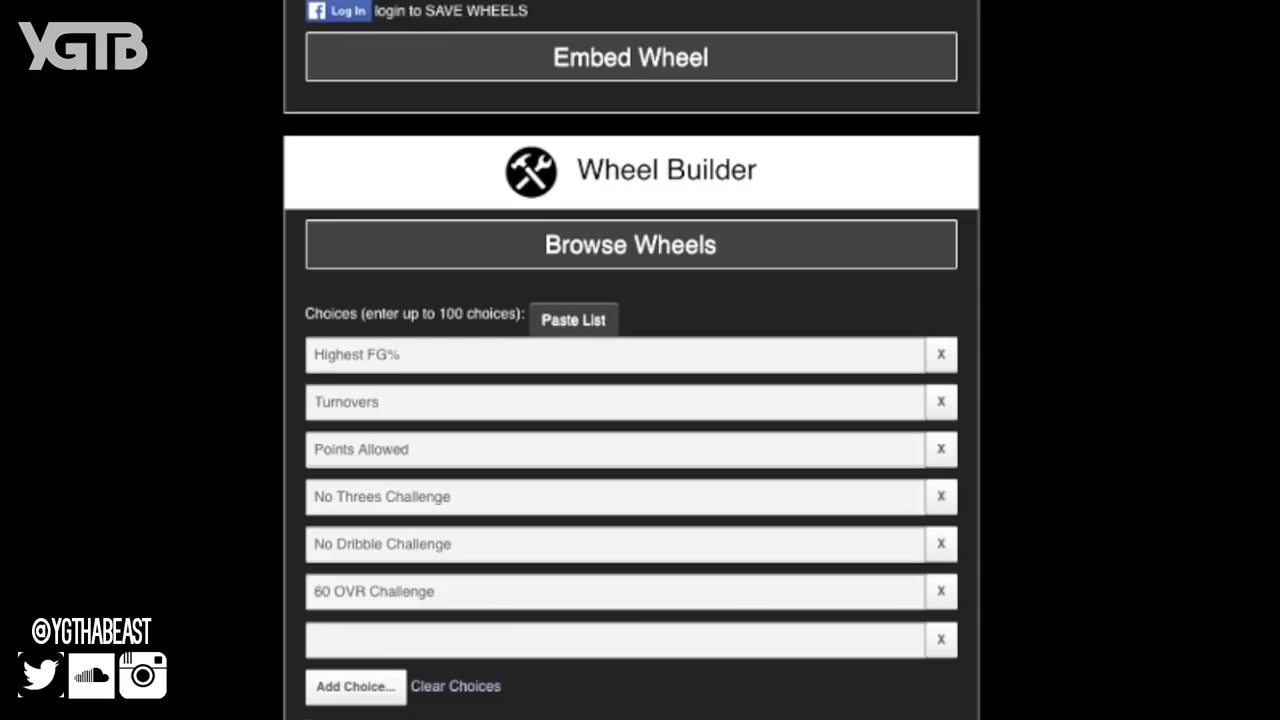 YGTB
Log In login to SAVE WHEELS
Embed Wheel
Wheel Builder
Browse Wheels
Choices (enter up to 100 choices): Paste List
Highest FG% X
Turnovers X
Points Allowed X
No Threes Challenge X
No Dribble Challenge X
60 OVR Challenge X
X
Add Choice... Clear Choices
@YGTHABEAST